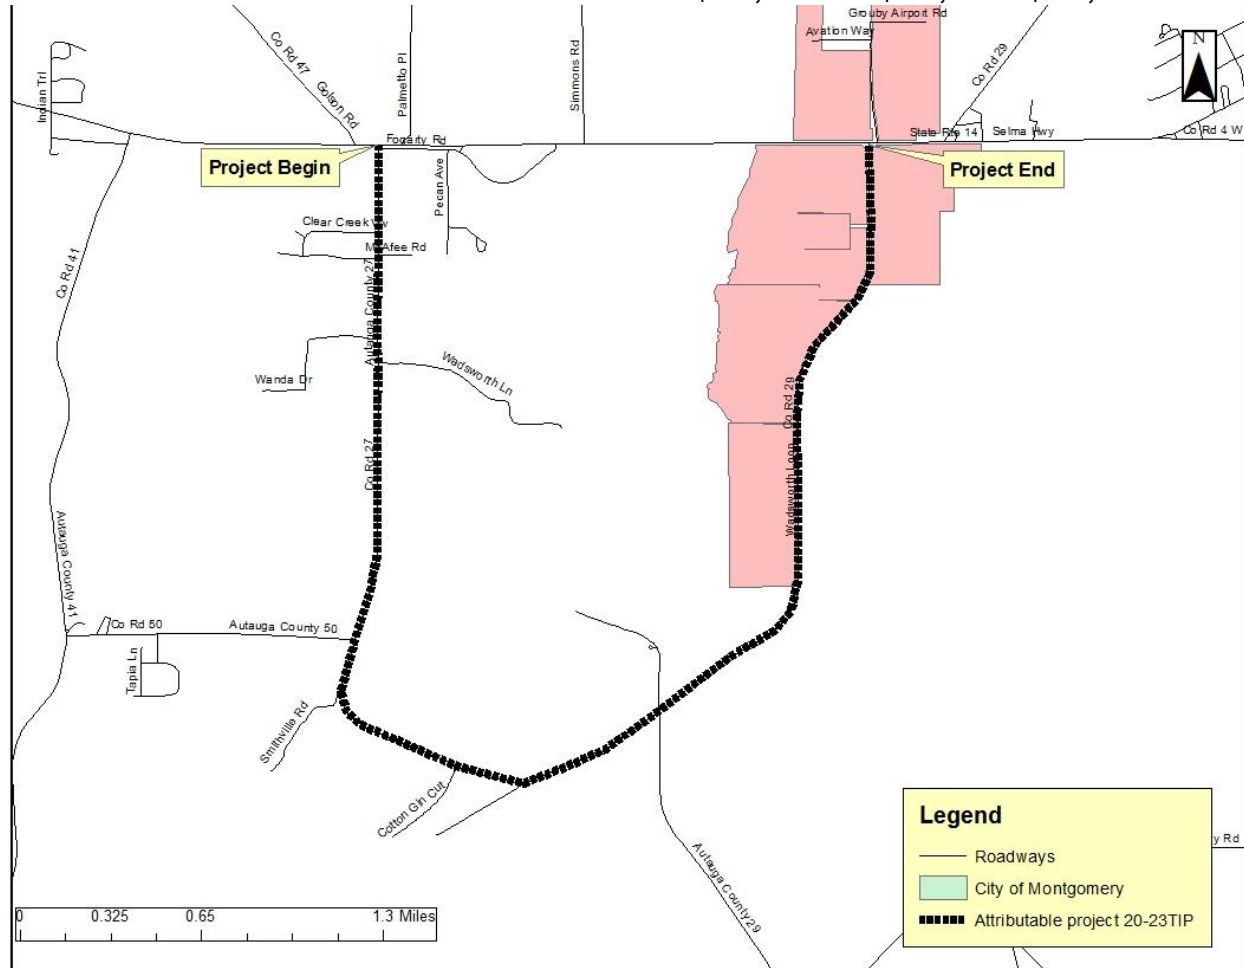 Grouby Airport Rd
Avation Way
N
Co Rd 47
Golson Rd
Palmetto Pl
Simmons Rd
Co Rd 29
Indian Trl
Fogarty Rd
State Rte 14
Selma Hwy
Co Rd 4 W
Project Begin
Project End
Pecan Ave
Clear Creek
McAfee Rd
Co Rd 41
Autauga County 27
Wanda Dr
Wadsworth Ln
Co Rd 29
Co Rd 27
Wadsworth Loop
Autauga County 41
Co Rd 50
Autauga County 50
Tapia Ln
Smithville Rd
Cotton Gin Cut
Autauga County 29
y Rd
Legend
Roadways
City of Montgomery
Attributable project 20-23TIP
0 0.325 0.65 1.3 Miles